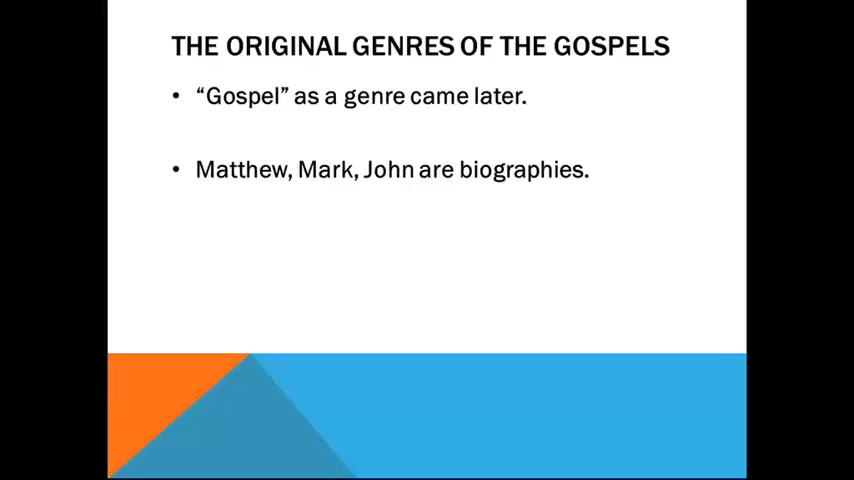 THE ORIGINAL GENRES OF THE GOSPELS
• “Gospel” as a genre came later.
• Matthew, Mark, John are biographies.